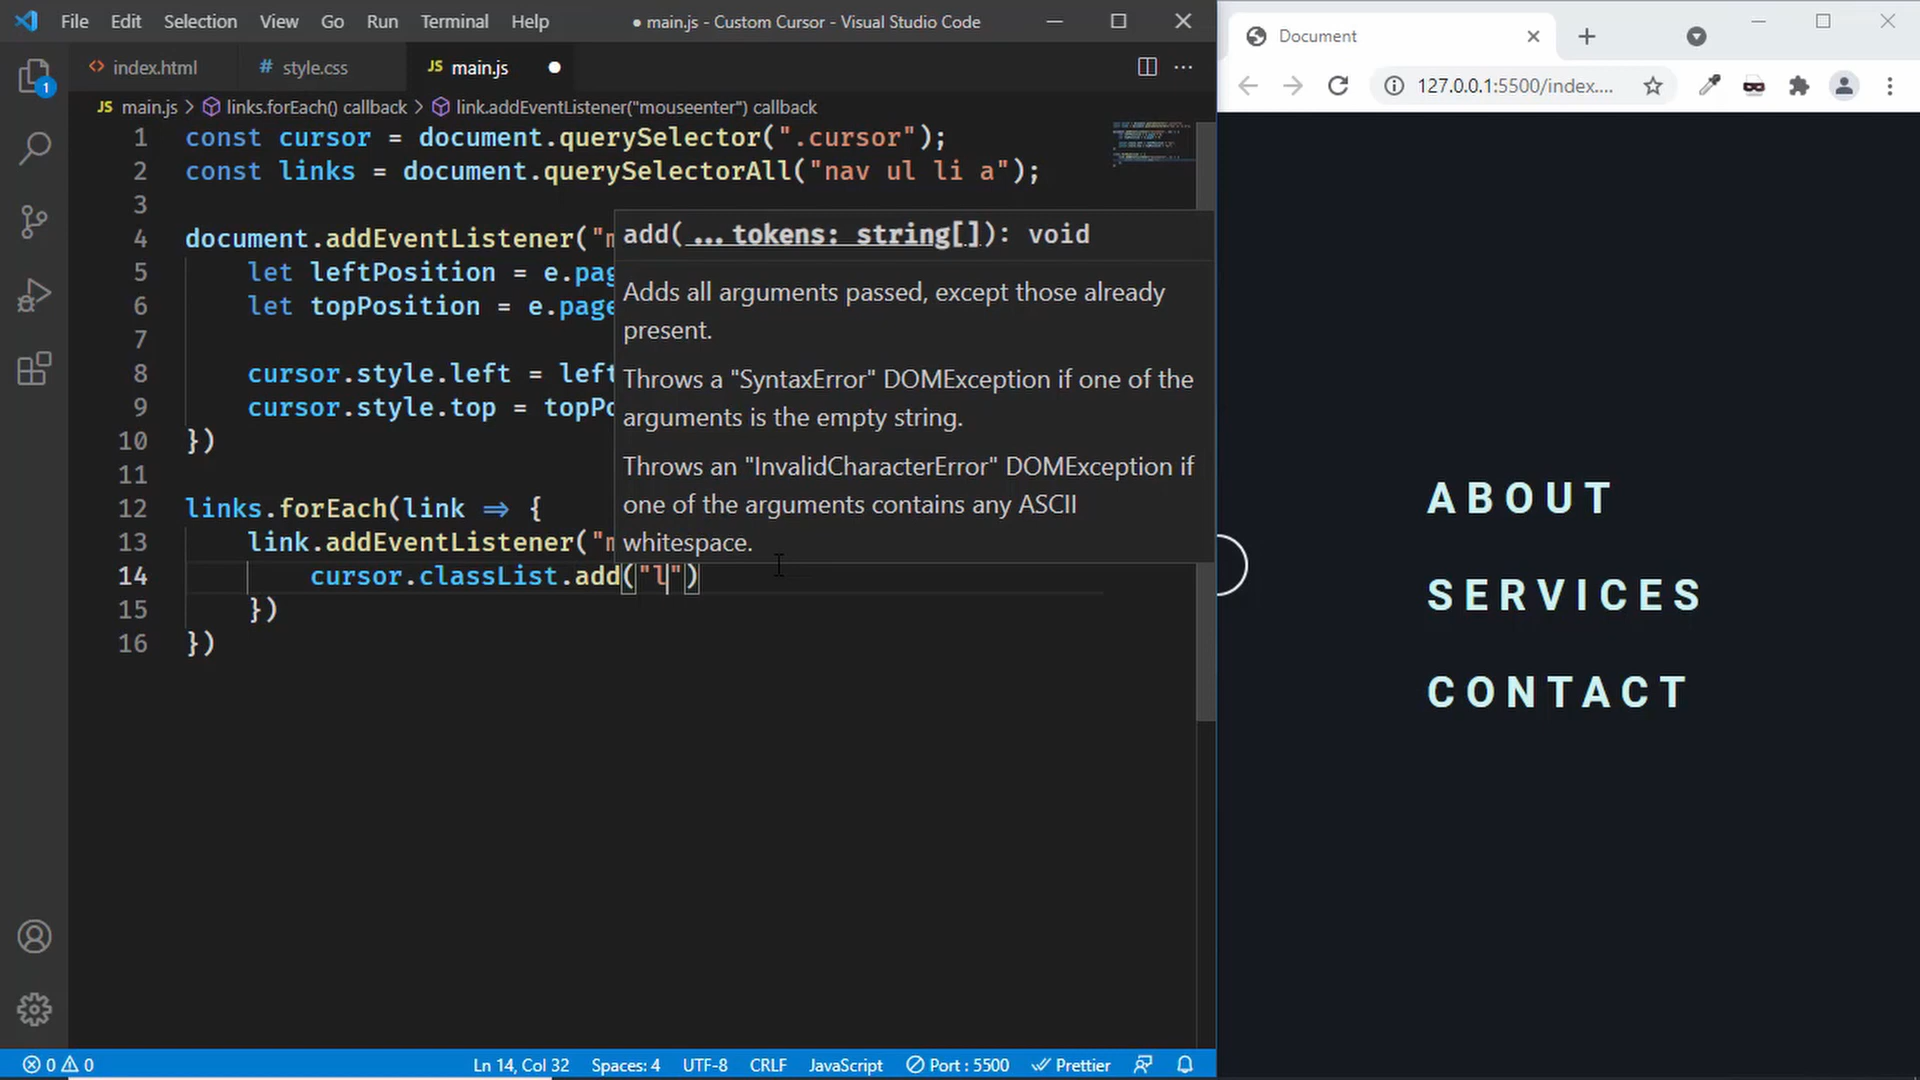 File Edit Selection View Go Run Terminal Help
● main.js - Custom Cursor - Visual Studio Code
<> index.html
# style.css
JS main.js ●
JS main.js > links.forEach() callback > link.addEventListener("mouseenter") callback
1 const cursor = document.querySelector(".cursor");
2 const links = document.querySelectorAll("nav ul li a");
3
4 document.addEventListener("m
5 let leftPosition = e.pag
6 let topPosition = e.page
7
8 cursor.style.left = left
9 cursor.style.top = topPo
10 })
11
12 links.forEach(link ⇒ {
13 link.addEventListener("m
14 cursor.classList.add("l")
15 })
16 })
add(...tokens: string[]): void
Adds all arguments passed, except those already
present.
Throws a "SyntaxError" DOMException if one of the
arguments is the empty string.
Throws an "InvalidCharacterError" DOMException if
one of the arguments contains any ASCII
whitespace.
1
0 0
Ln 14, Col 32
Spaces: 4
UTF-8
CRLF
JavaScript
Port : 5500
Prettier
Document
127.0.0.1:5500/index....
ABOUT
SERVICES
CONTACT